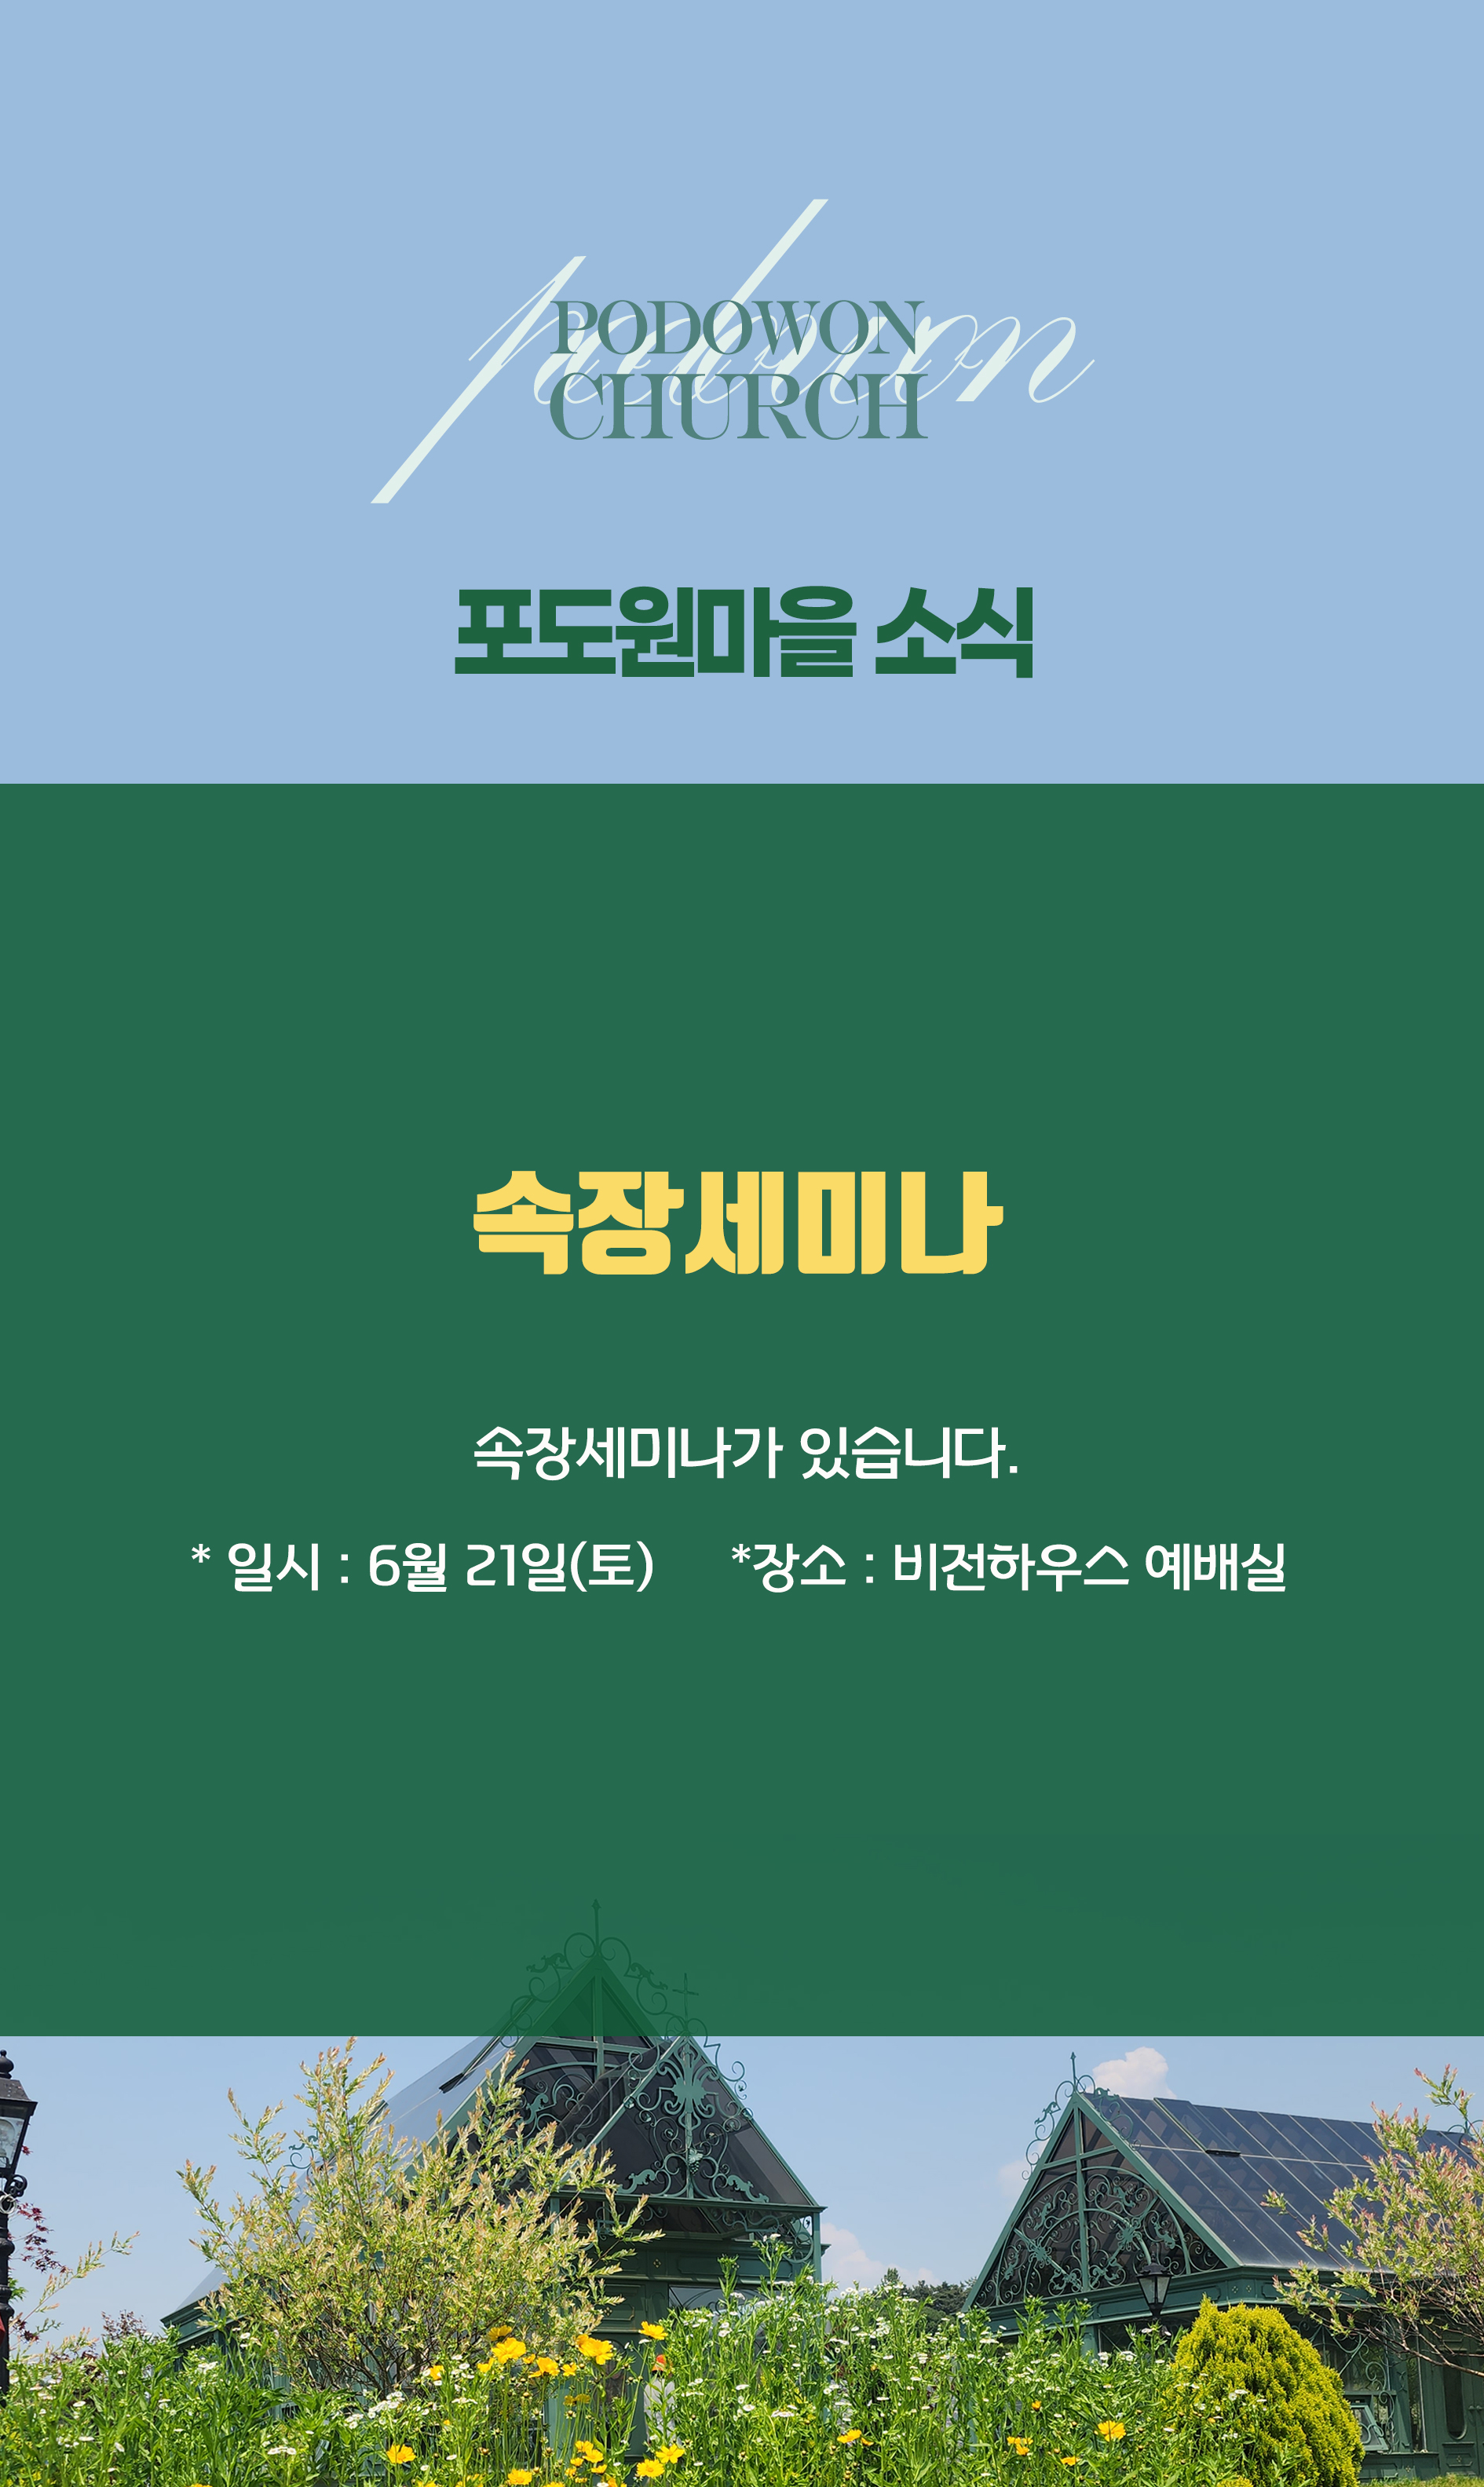 podowon
PODOWON
CHURCH
포도원마을 소식
속장세미나
속장세미나가 있습니다.
* 일시 : 6월 21일(토) *장소 : 비전하우스 예배실